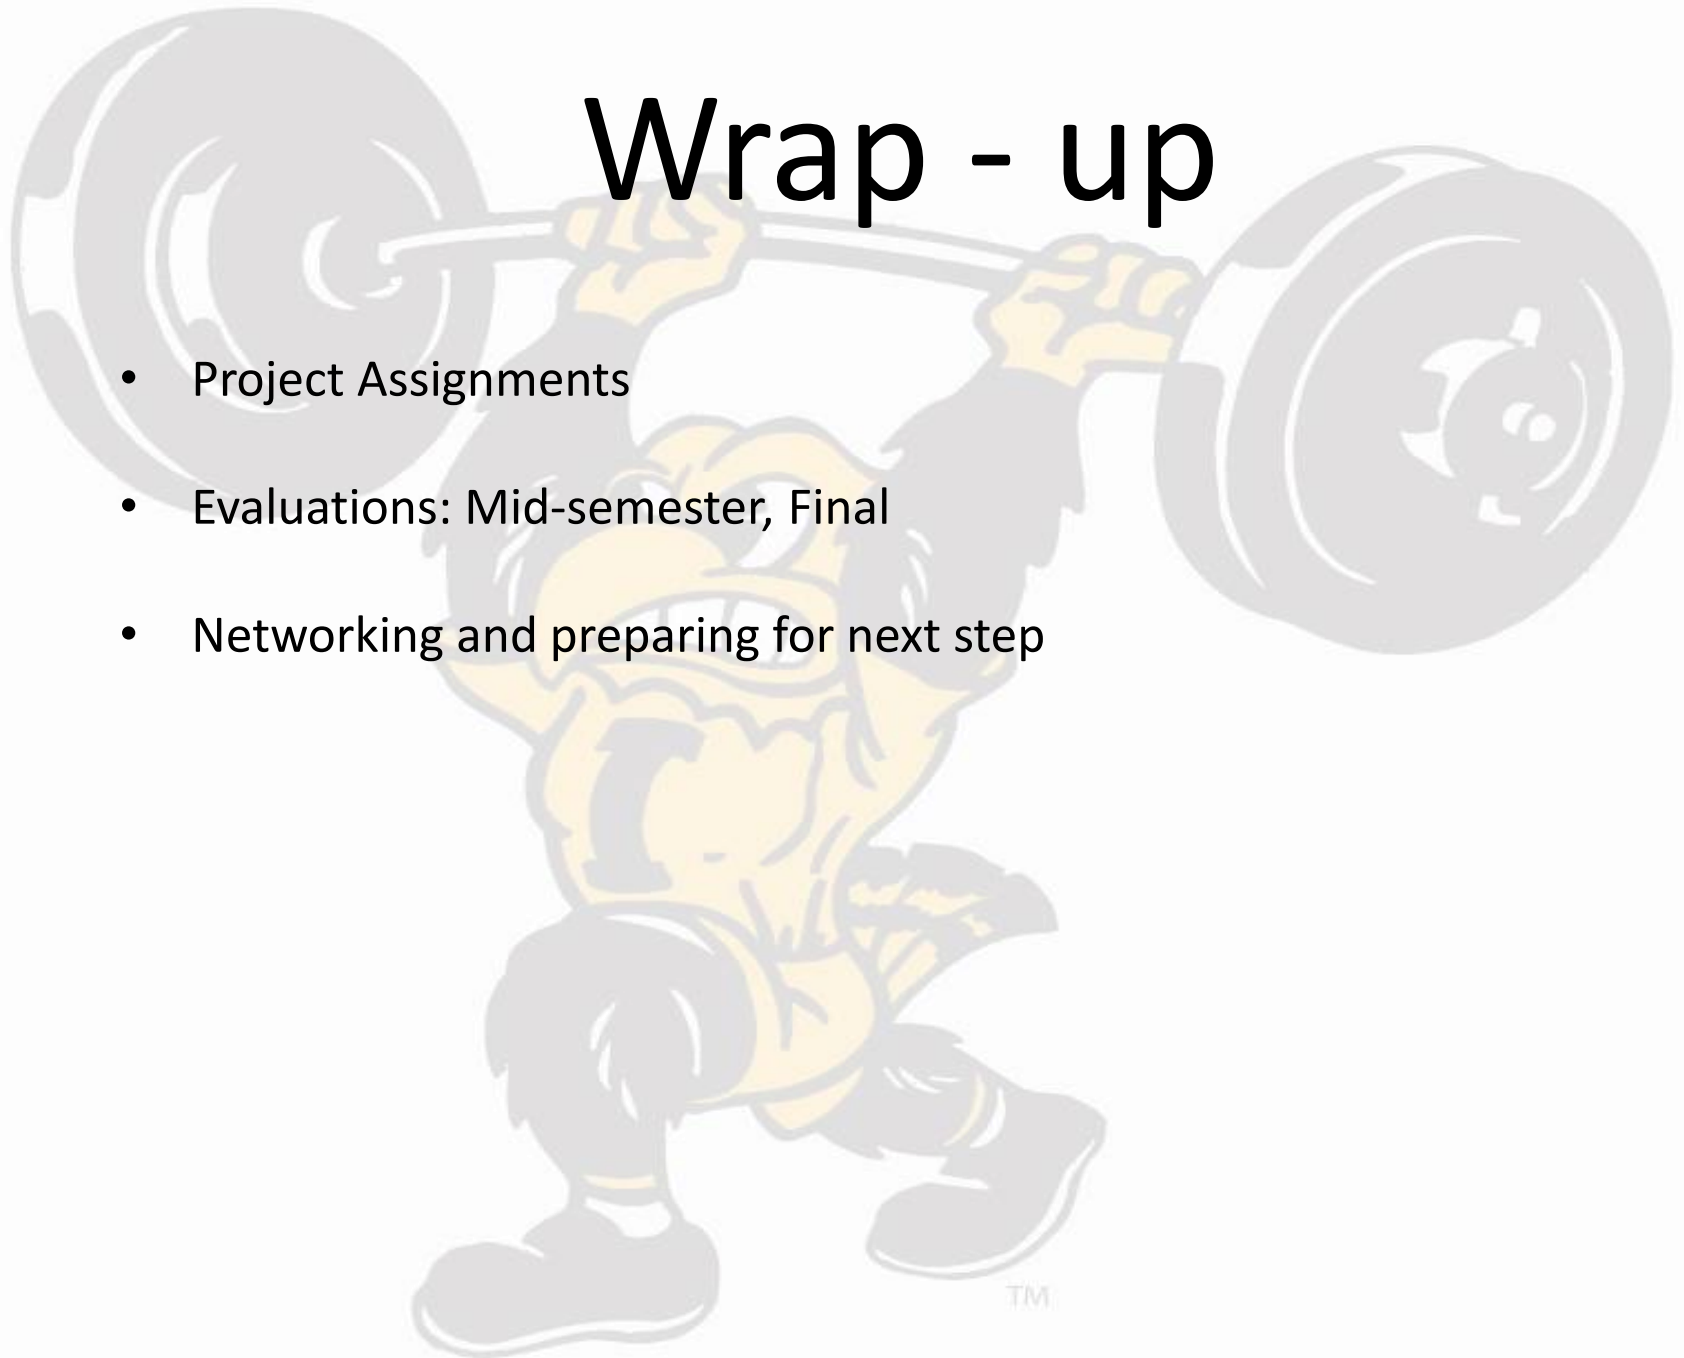 Wrap - up
• Project Assignments
• Evaluations: Mid-semester, Final
• Networking and preparing for next step
I
TM